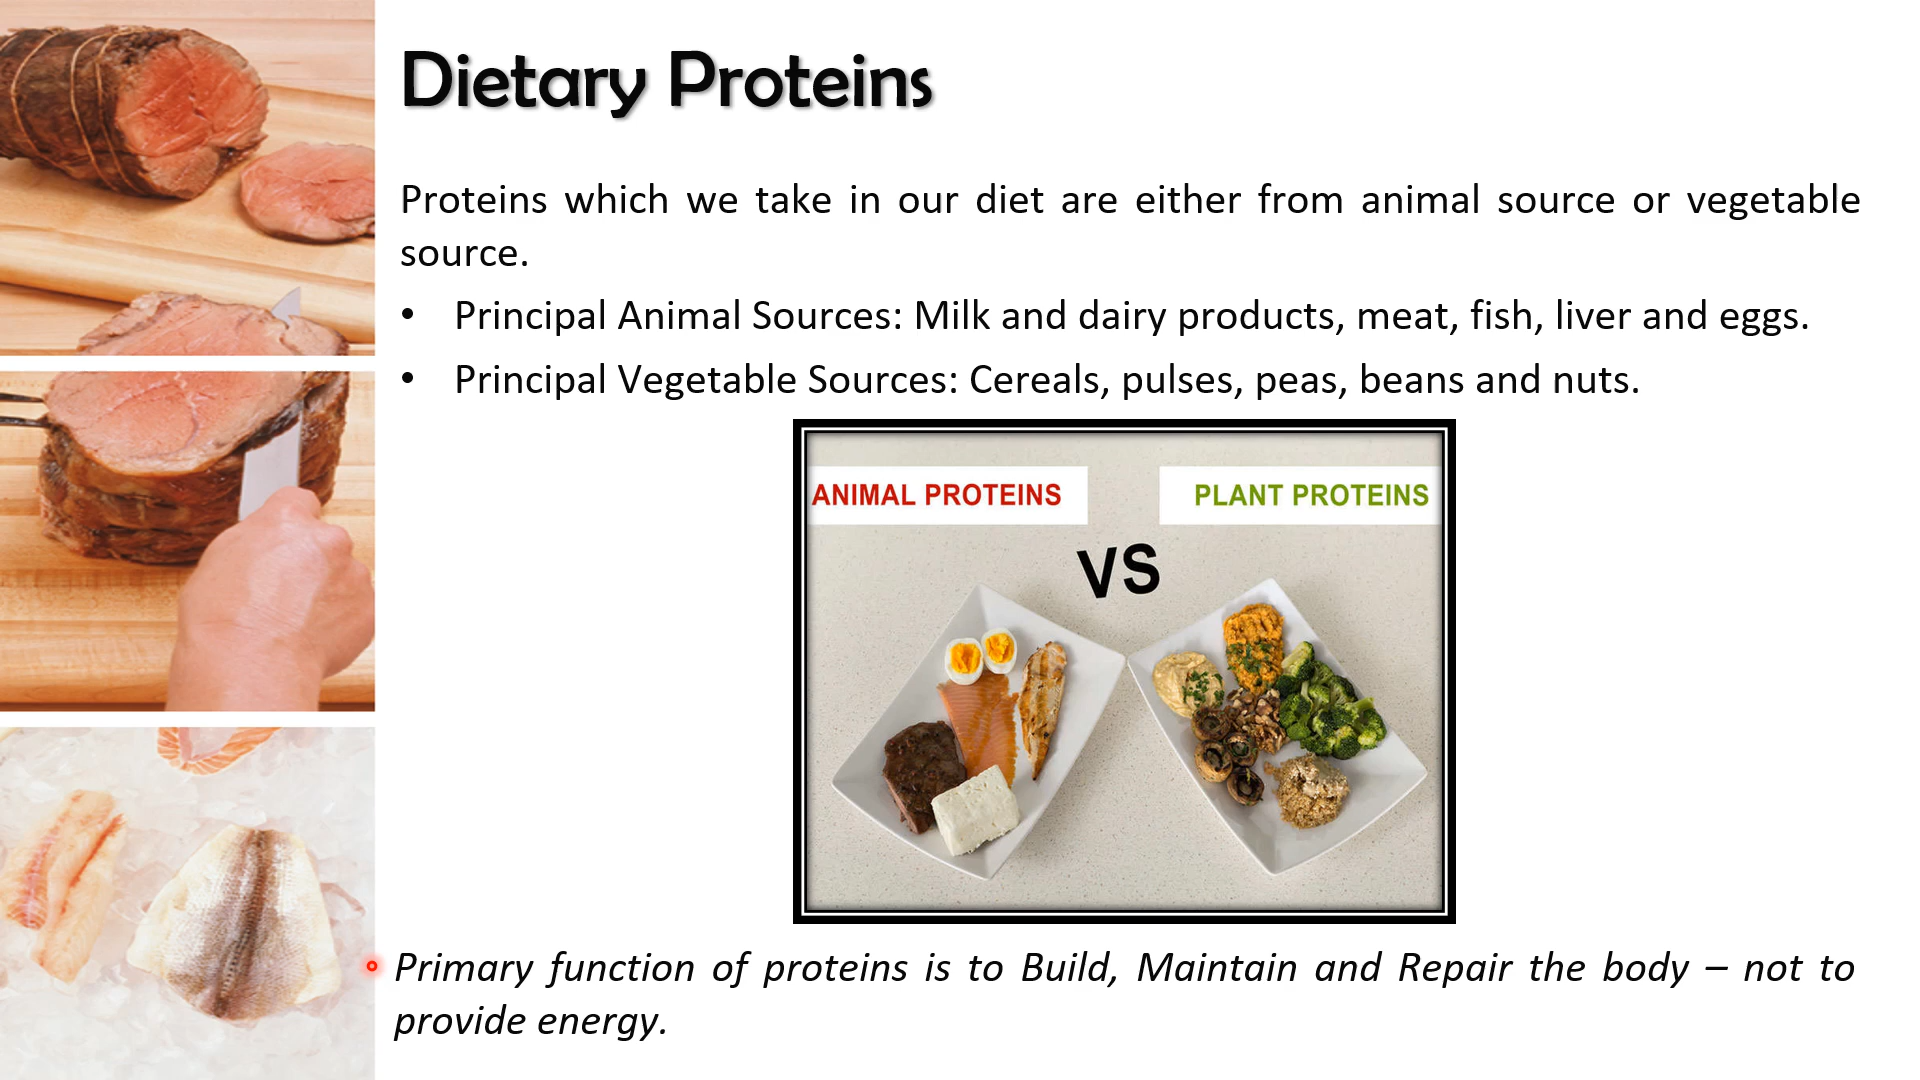 Dietary Proteins
Proteins which we take in our diet are either from animal source or vegetable
source.
• Principal Animal Sources: Milk and dairy products, meat, fish, liver and eggs.
• Principal Vegetable Sources: Cereals, pulses, peas, beans and nuts.
ANIMAL PROTEINS
PLANT PROTEINS
VS
Primary function of proteins is to Build, Maintain and Repair the body – not to
provide energy.